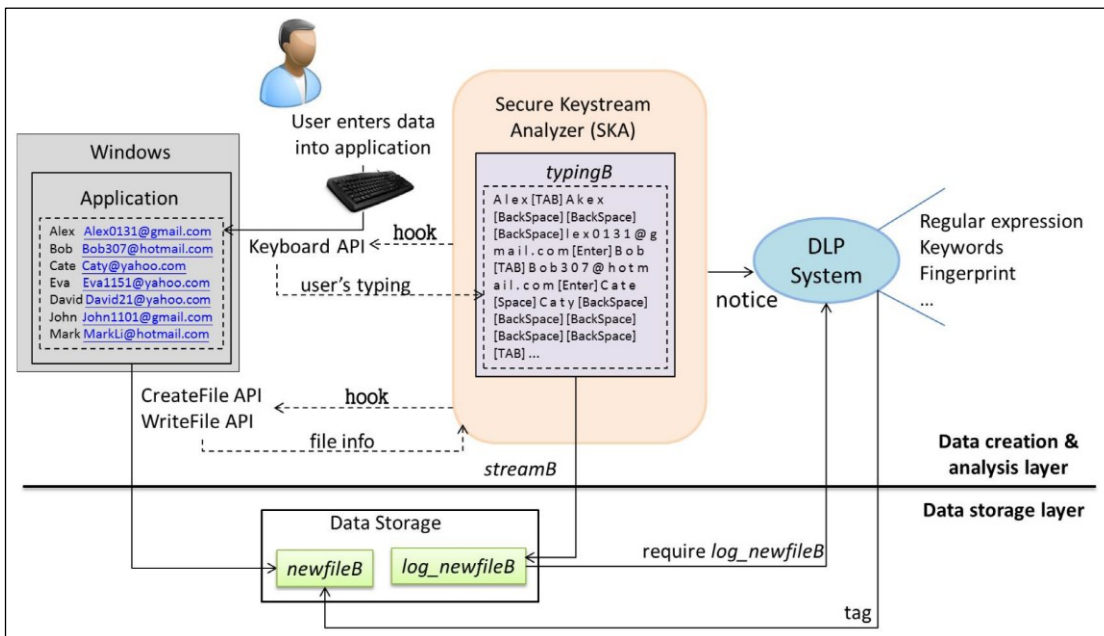 User enters data
into application
Windows
Application
Alex Alex0131@gmail.com
Bob Bob307@hotmail.com
Cate Caty@yahoo.com
Eva Eva1151@yahoo.com
David David21@yahoo.com
John John1101@gmail.com
Mark MarkLi@hotmail.com
Keyboard API
hook
user's typing
CreateFile API
WriteFile API
hook
file info
Secure Keystream
Analyzer (SKA)
typingB
A l e x [TAB] A k e x
[BackSpace] [BackSpace]
[BackSpace] l e x 0 1 3 1 @ g
m a i l . c o m [Enter] B o b
[TAB] B o b 3 0 7 @ h o t m
a i l . c o m [Enter] C a t e
[Space] C a t y [BackSpace]
[BackSpace] [BackSpace]
[BackSpace] [BackSpace]
[TAB] ...
notice
DLP
System
Regular expression
Keywords
Fingerprint
...
streamB
Data creation &
analysis layer
Data storage layer
Data Storage
newfileB
log_newfileB
require log_newfileB
tag